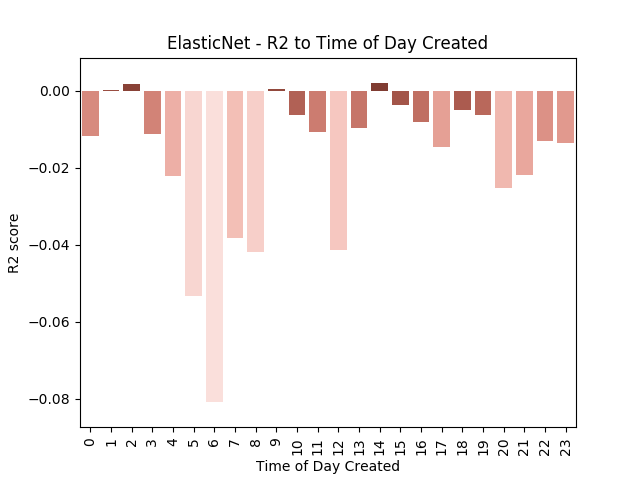 ElasticNet - R2 to Time of Day Created
0.00
−0.02
−0.04
−0.06
−0.08
R2 score
0 1 2 3 4 5 6 7 8 9 10 11 12 13 14 15 16 17 18 19 20 21 22 23
Time of Day Created